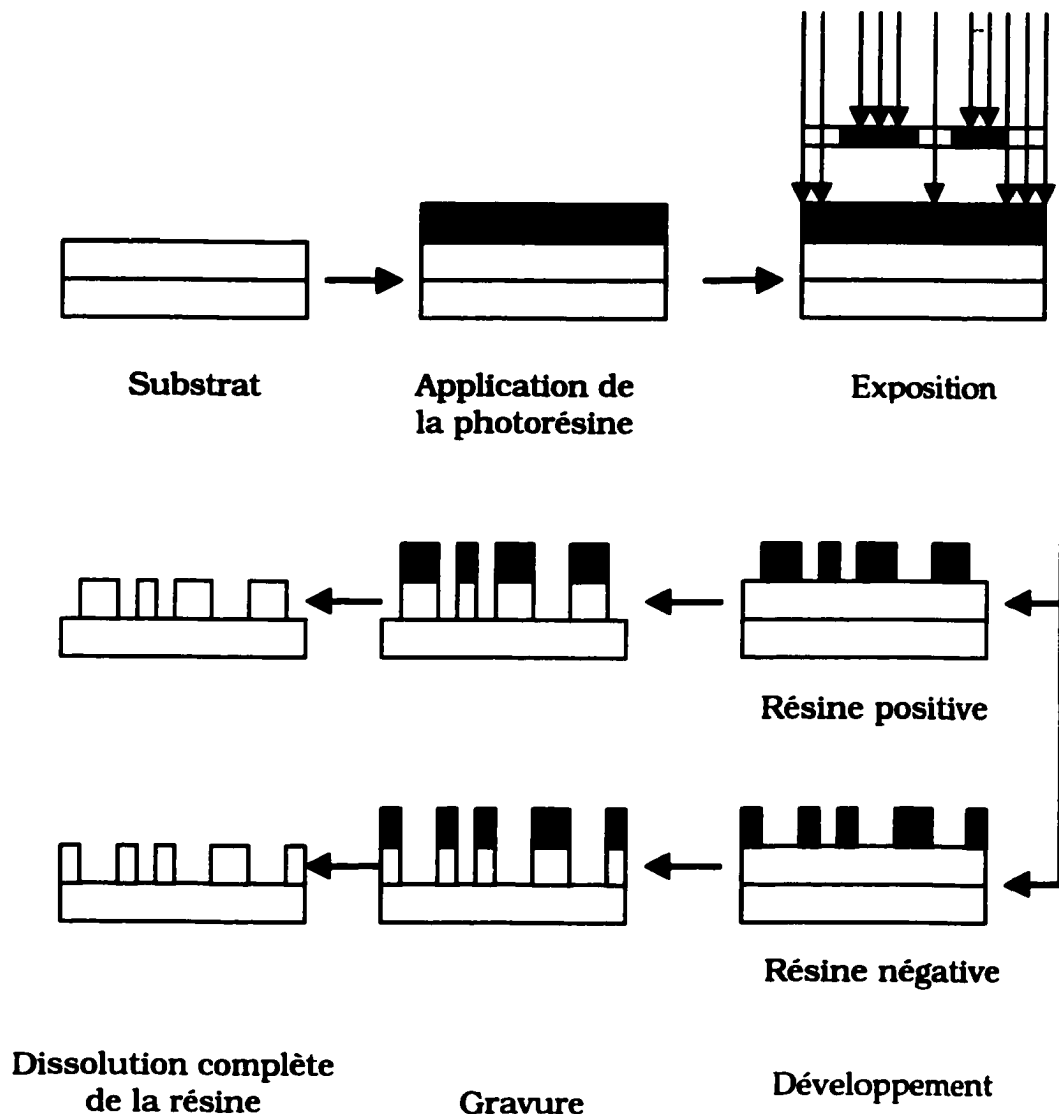 Substrat
Application de
la photorésine
Exposition
Résine positive
Résine négative
Dissolution complète
de la résine
Gravure
Développement